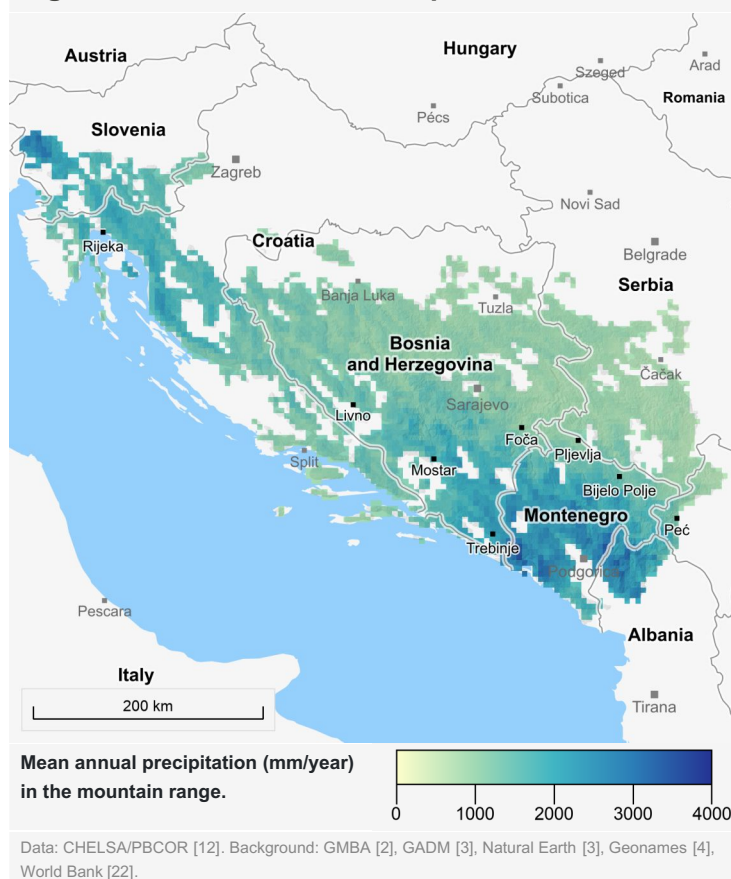 Austria
Hungary
Szeged
Arad
Subotica
Romania
Pécs
Slovenia
Zagreb
Novi Sad
Croatia
Rijeka
Belgrade
Serbia
Banja Luka
Tuzla
Bosnia
and Herzegovina
Čačak
Sarajevo
Livno
Foča
Pljevlja
Split
Mostar
Bijelo Polje
Montenegro
Peć
Trebinje
Podgorica
Pescara
Albania
Italy
Tirana
200 km
Mean annual precipitation (mm/year)
in the mountain range.
0 1000 2000 3000 4000
Data: CHELSA/PBCOR [12]. Background: GMBA [2], GADM [3], Natural Earth [3], Geonames [4],
World Bank [22].